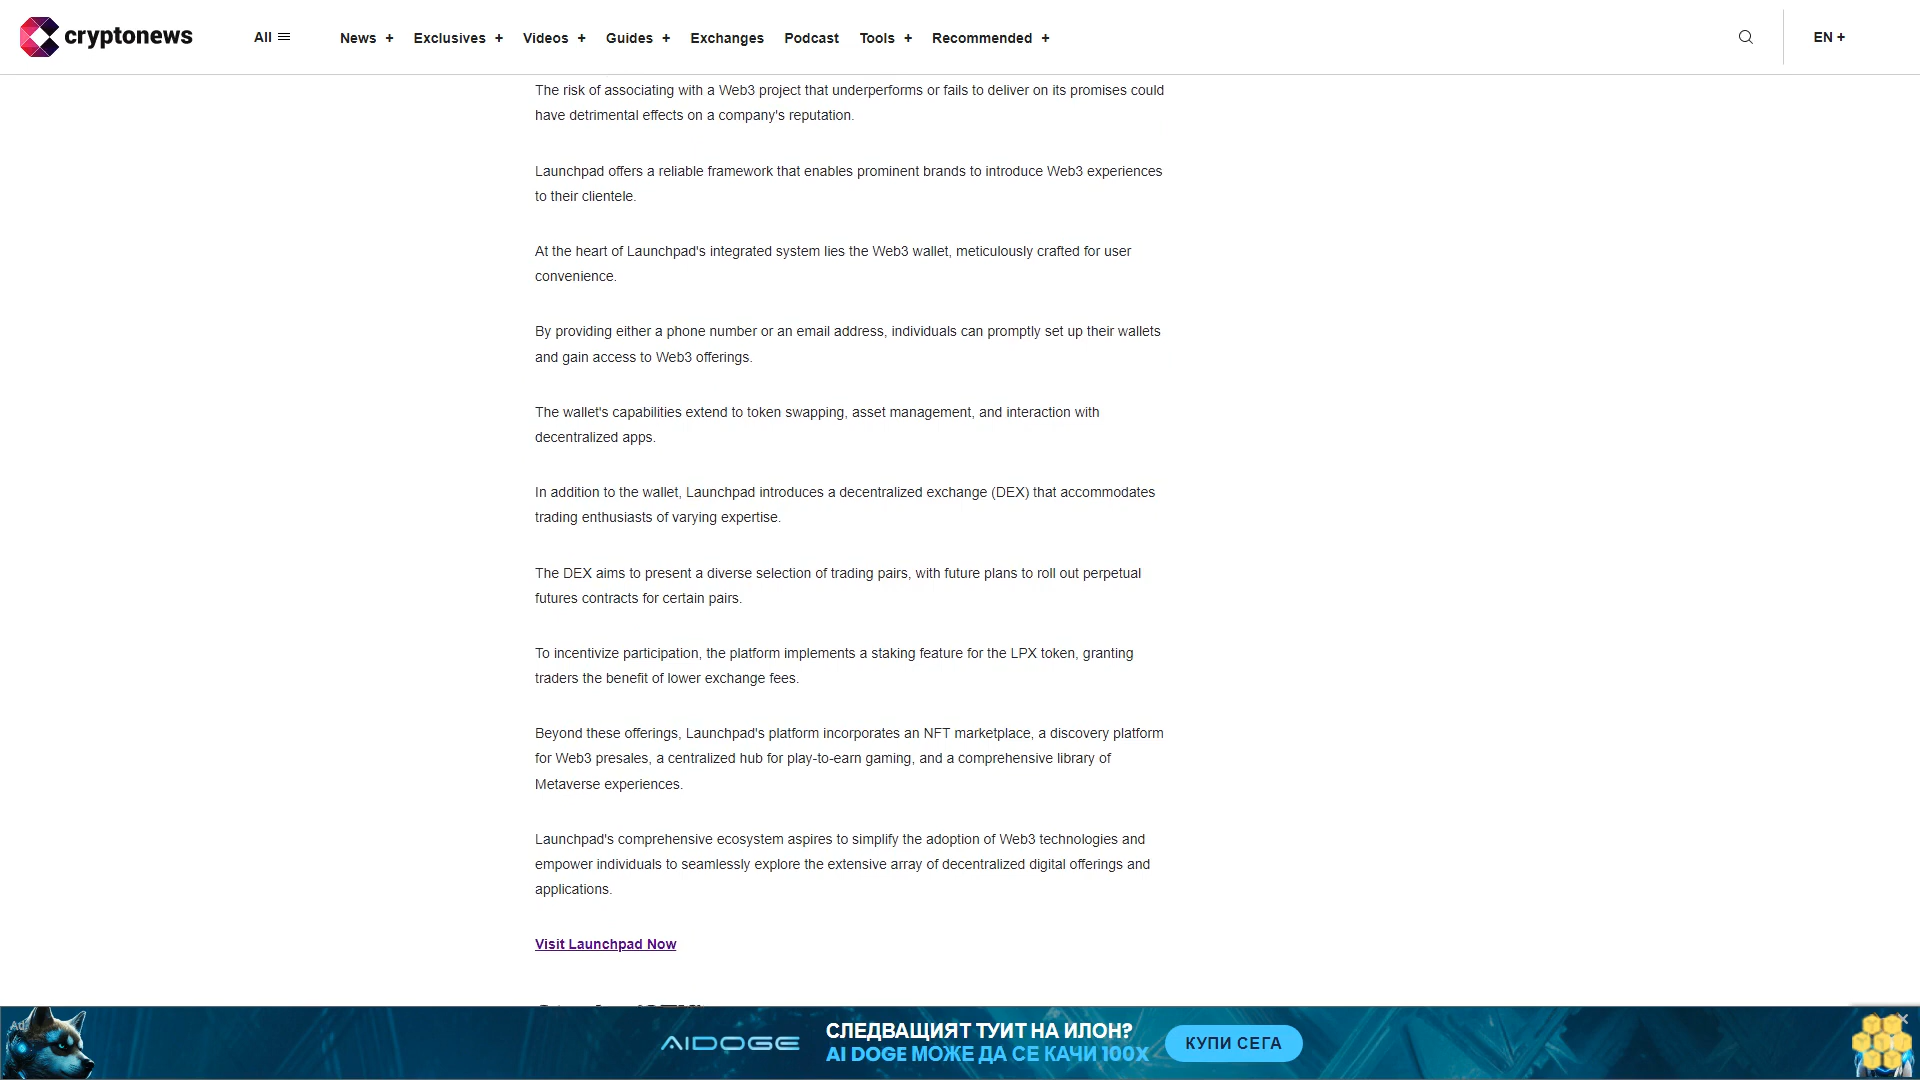 cryptonews
All
News +
Exclusives +
Videos +
Guides +
Exchanges
Podcast
Tools +
Recommended +
EN +
The risk of associating with a Web3 project that underperforms or fails to deliver on its promises could
have detrimental effects on a company's reputation.
Launchpad offers a reliable framework that enables prominent brands to introduce Web3 experiences
to their clientele.
At the heart of Launchpad's integrated system lies the Web3 wallet, meticulously crafted for user
convenience.
By providing either a phone number or an email address, individuals can promptly set up their wallets
and gain access to Web3 offerings.
The wallet's capabilities extend to token swapping, asset management, and interaction with
decentralized apps.
In addition to the wallet, Launchpad introduces a decentralized exchange (DEX) that accommodates
trading enthusiasts of varying expertise.
The DEX aims to present a diverse selection of trading pairs, with future plans to roll out perpetual
futures contracts for certain pairs.
To incentivize participation, the platform implements a staking feature for the LPX token, granting
traders the benefit of lower exchange fees.
Beyond these offerings, Launchpad's platform incorporates an NFT marketplace, a discovery platform
for Web3 presales, a centralized hub for play-to-earn gaming, and a comprehensive library of
Metaverse experiences.
Launchpad's comprehensive ecosystem aspires to simplify the adoption of Web3 technologies and
empower individuals to seamlessly explore the extensive array of decentralized digital offerings and
applications.
Visit Launchpad Now
Ad
AIDOGE
СЛЕДВАЩИЯТ ТУИТ НА ИЛОН?
AI DOGE МОЖЕ ДА СЕ КАЧИ 100X
КУПИ СЕГА